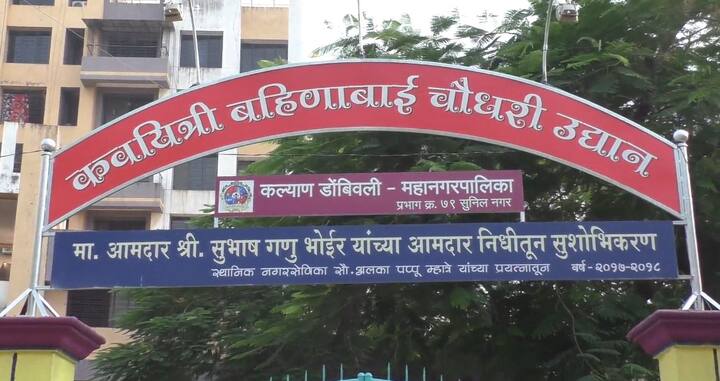 कवयित्री बहिणाबाई चौधरी उद्यान
कल्याण डोंबिवली - महानगरपालिका
प्रभाग क्र. ७९ सुनिल नगर
मा. आमदार श्री. सुभाष गणु भोईर यांच्या आमदार निधीतून सुशोभिकरण
स्थानिक नगरसेविका सौ. अलका पप्पू म्हात्रे यांच्या प्रयत्नातून वर्ष-२०१७-२०१८